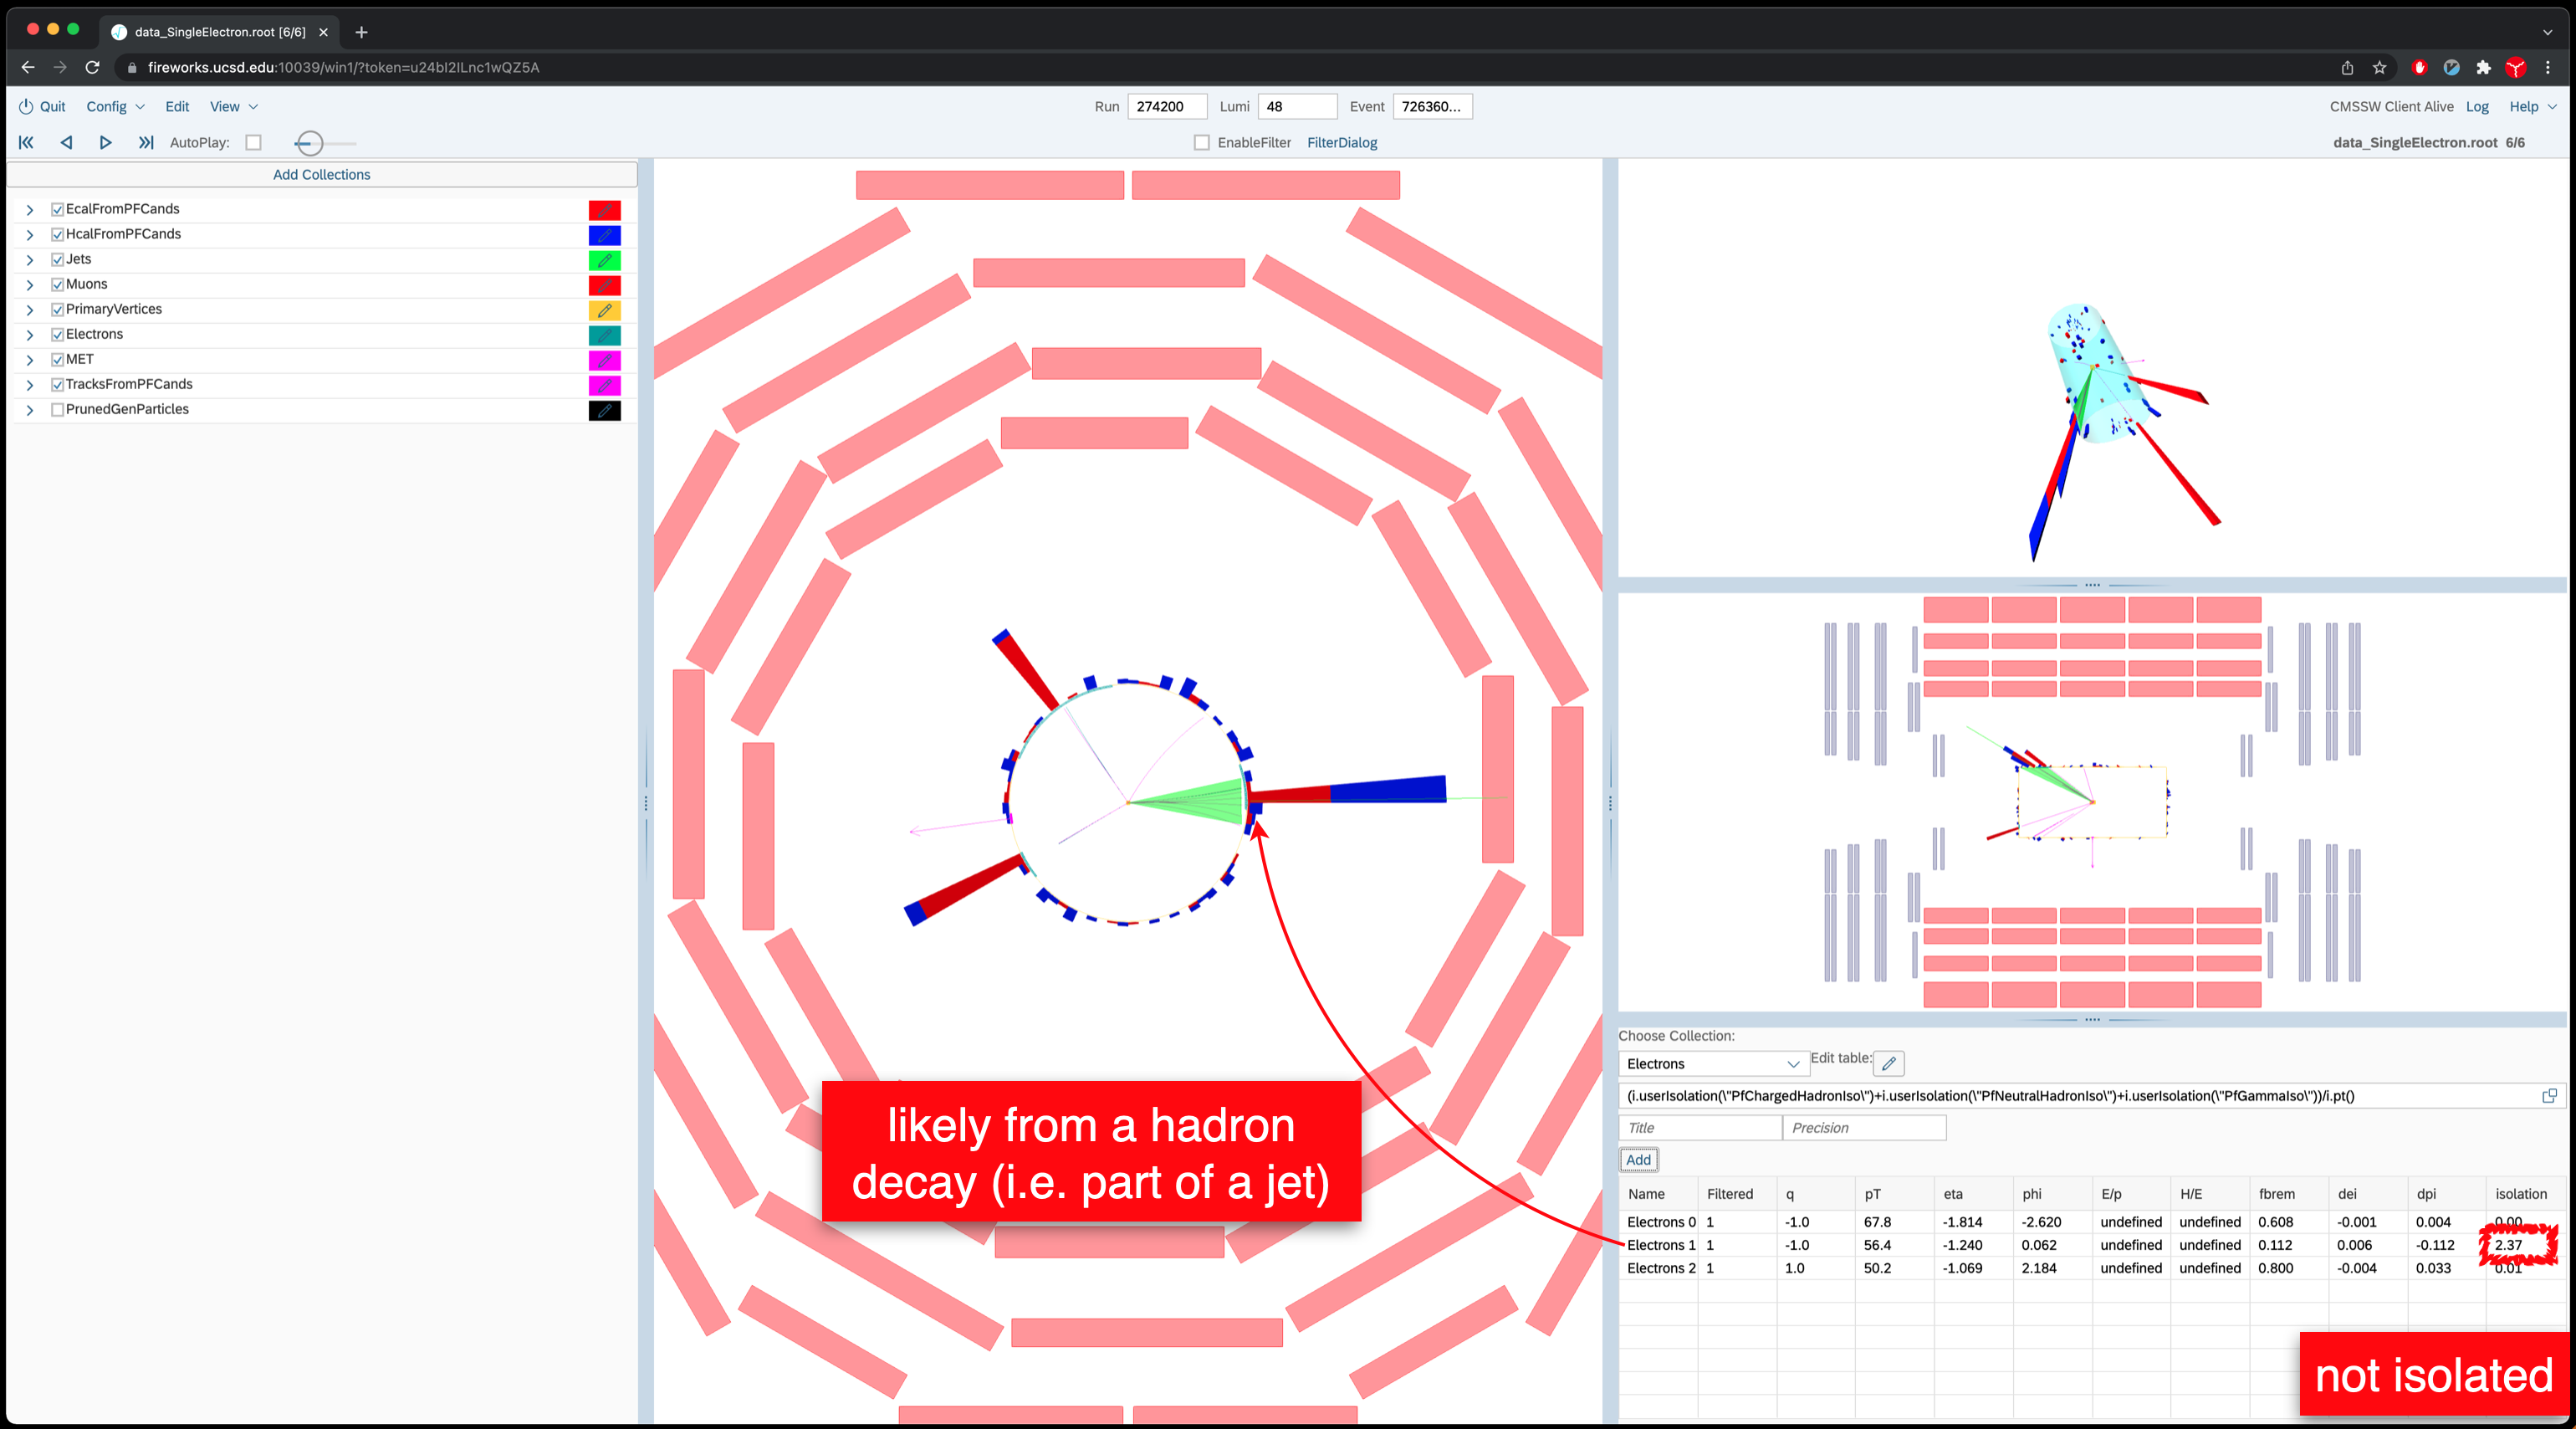 data_SingleElectron.root [6/6]
fireworks.ucsd.edu:10039/win1/?token=u24bI2ILnc1wQZ5A
Quit Config Edit View
Run 274200 Lumi 48 Event 726360...
CMSSW Client Alive Log Help
AutoPlay:
EnableFilter FilterDialog
data_SingleElectron.root 6/6
Add Collections
EcalFromPFCands
HcalFromPFCands
Jets
Muons
PrimaryVertices
Electrons
MET
TracksFromPFCands
PrunedGenParticles
likely from a hadron
decay (i.e. part of a jet)
Choose Collection:
Electrons Edit table:
(i.userIsolation(\"PfChargedHadronIso\")+i.userIsolation(\"PfNeutralHadronIso\")+i.userIsolation(\"PfGammaIso\"))/i.pt()
Title Precision
Add
Name Filtered q pT eta phi E/p H/E fbrem dei dpi isolation
Electrons 0 1 -1.0 67.8 -1.814 -2.620 undefined undefined 0.608 -0.001 0.004 0.00
Electrons 1 1 -1.0 56.4 -1.240 0.062 undefined undefined 0.112 0.006 -0.112 2.37
Electrons 2 1 1.0 50.2 -1.069 2.184 undefined undefined 0.800 -0.004 0.033 0.01
not isolated